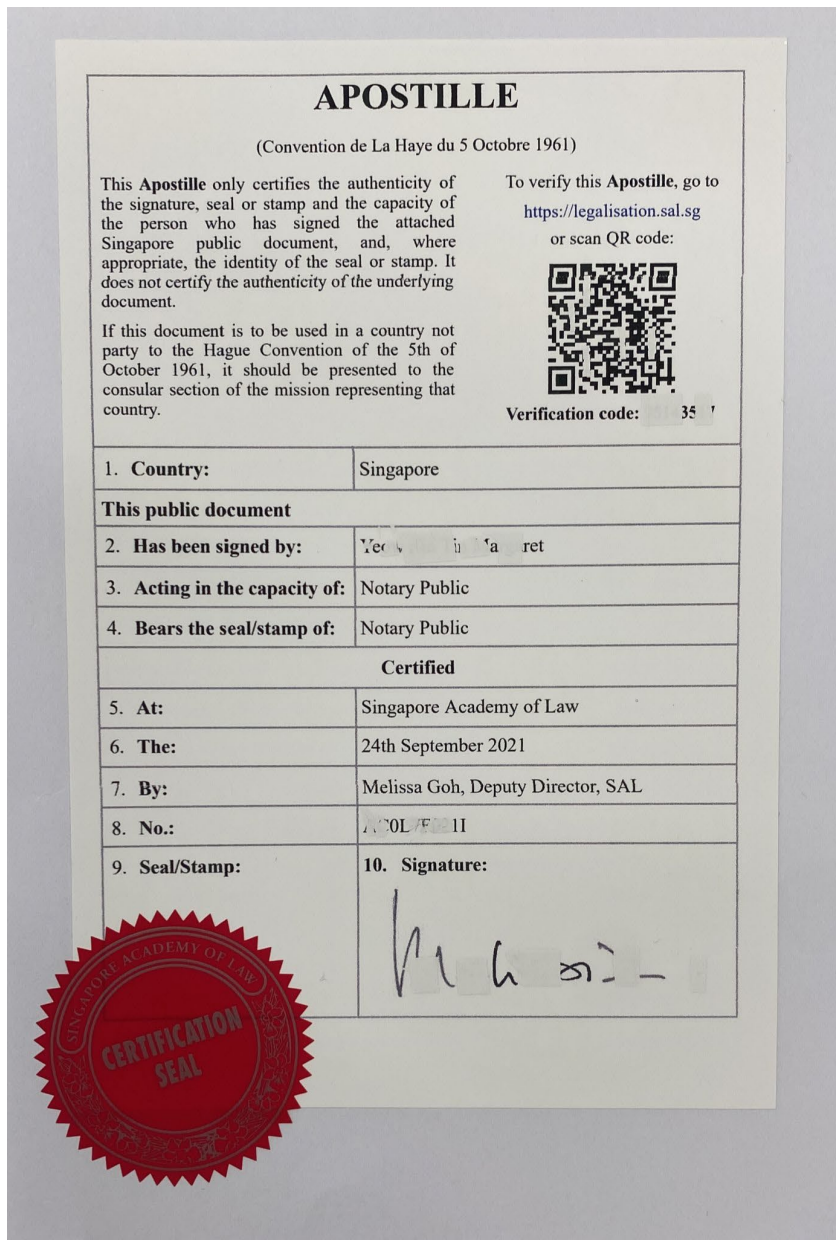 APOSTILLE
(Convention de La Haye du 5 Octobre 1961)
This Apostille only certifies the authenticity of
the signature, seal or stamp and the capacity of
the person who has signed the attached
Singapore public document, and, where
appropriate, the identity of the seal or stamp. It
does not certify the authenticity of the underlying
document.
If this document is to be used in a country not
party to the Hague Convention of the 5th of
October 1961, it should be presented to the
consular section of the mission representing that
country.
To verify this Apostille, go to
https://legalisation.sal.sg
or scan QR code:
Verification code:
1. Country: Singapore
This public document
2. Has been signed by:
3. Acting in the capacity of: Notary Public
4. Bears the seal/stamp of: Notary Public
Certified
5. At: Singapore Academy of Law
6. The: 24th September 2021
7. By: Melissa Goh, Deputy Director, SAL
8. No.:
9. Seal/Stamp: 10. Signature:
SINGAPORE ACADEMY OF LAW
CERTIFICATION
SEAL